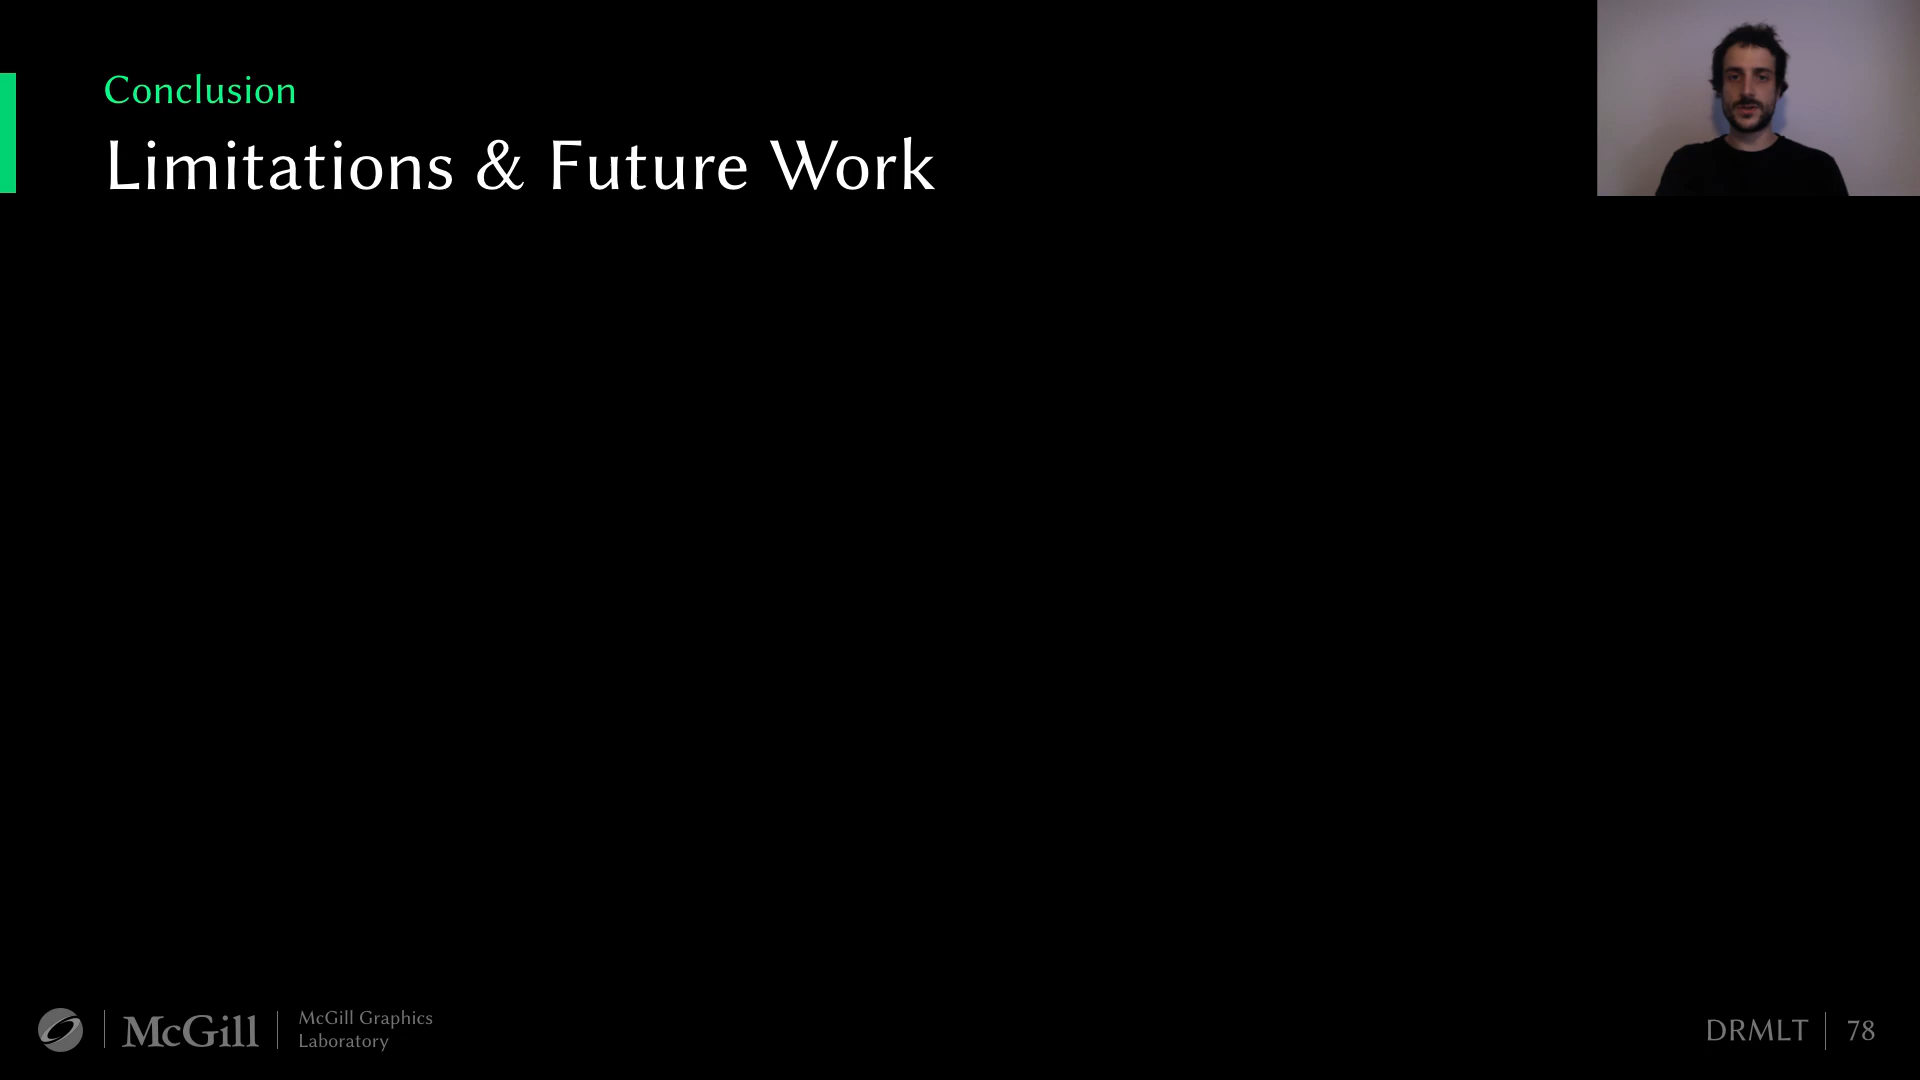 Conclusion
Limitations & Future Work
McGill
McGill Graphics
Laboratory
DRMLT
78